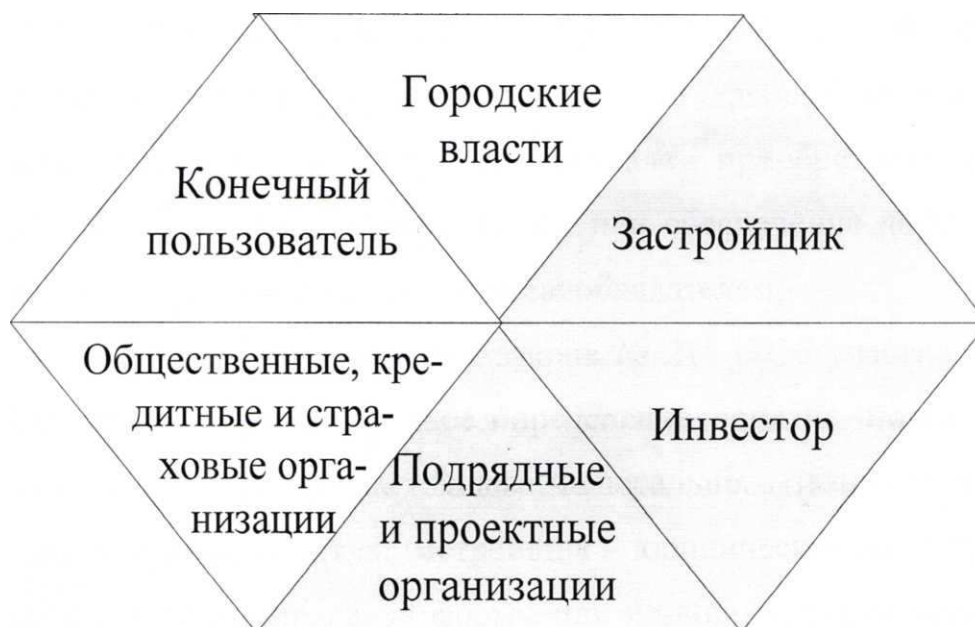 Городские
власти
Конечный
пользователь
Застройщик
Общественные, кре-
дитные и стра-
ховые орга-
низации
Подрядные
и проектные
организации
Инвестор